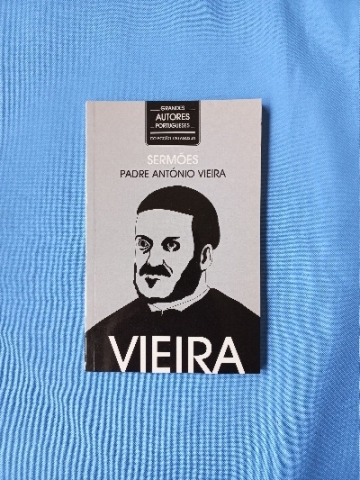 GRANDES
AUTORES
PORTUGUESES
SERMÕES
PADRE ANTÓNIO VIEIRA
VIEIRA